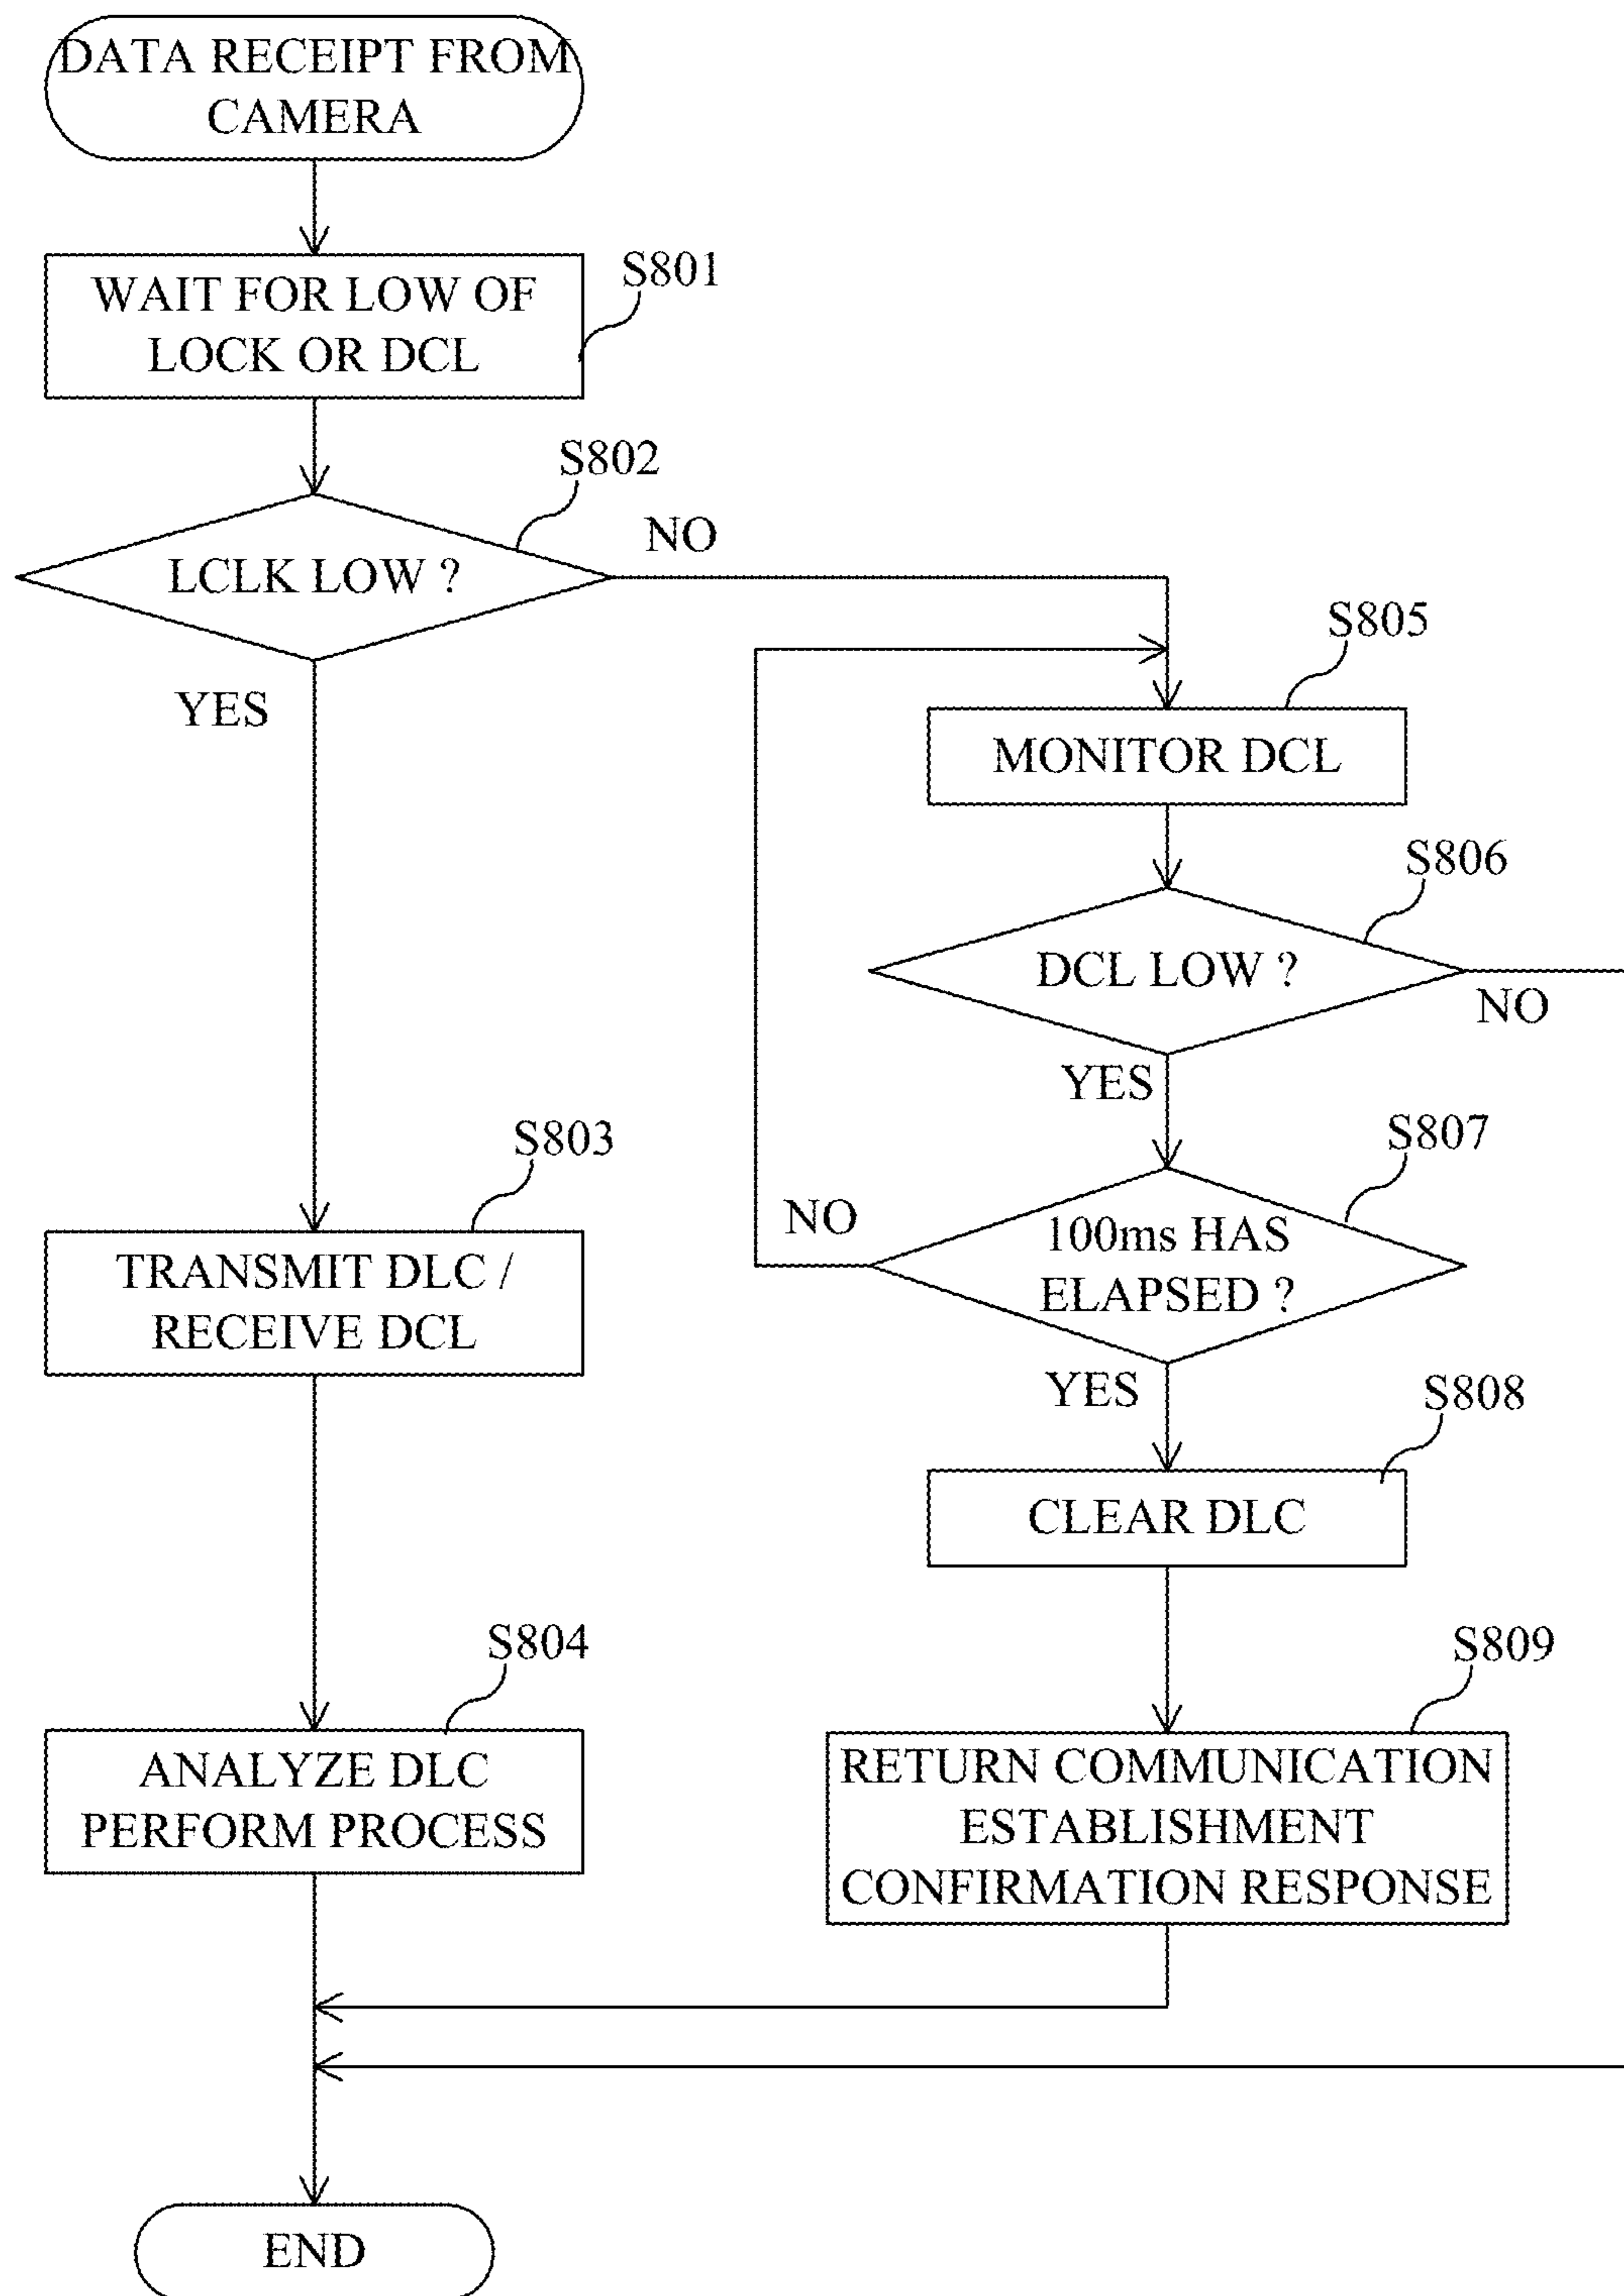 DATA RECEIPT FROM
CAMERA
S801
WAIT FOR LOW OF
LOCK OR DCL
S802
LCLK LOW ?
NO
YES
S805
MONITOR DCL
S806
DCL LOW ?
NO
YES
S807
100ms HAS
ELAPSED ?
NO
YES
S803
TRANSMIT DLC /
RECEIVE DCL
S808
CLEAR DLC
S804
ANALYZE DLC
PERFORM PROCESS
S809
RETURN COMMUNICATION
ESTABLISHMENT
CONFIRMATION RESPONSE
END